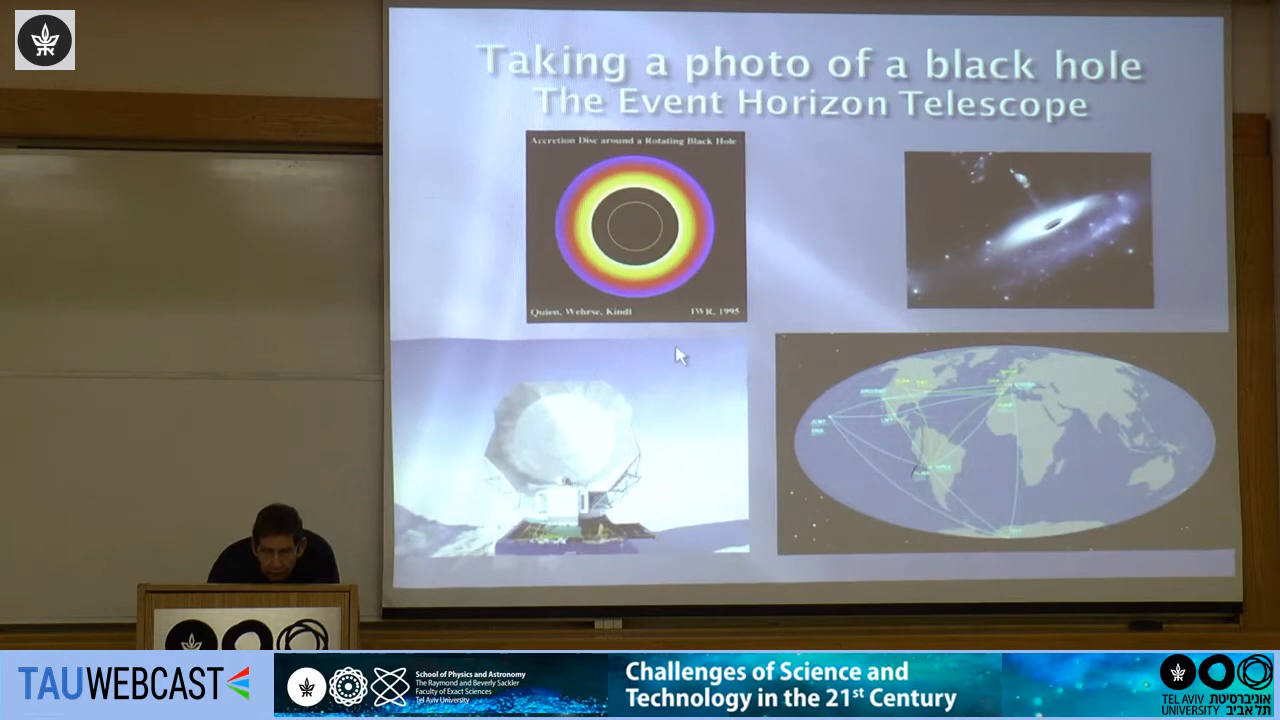 Taking a photo of a black hole
The Event Horizon Telescope
Accretion Disc around a Rotating Black Hole
Quien, Wehrse, Kindl
IWR, 1995
TAUWEBCAST
School of Physics and Astronomy
The Raymond and Beverly Sackler
Faculty of Exact Sciences
Tel Aviv University
Challenges of Science and
Technology in the 21st Century
TEL AVIV אוניברסיטת
UNIVERSITY תל אביב